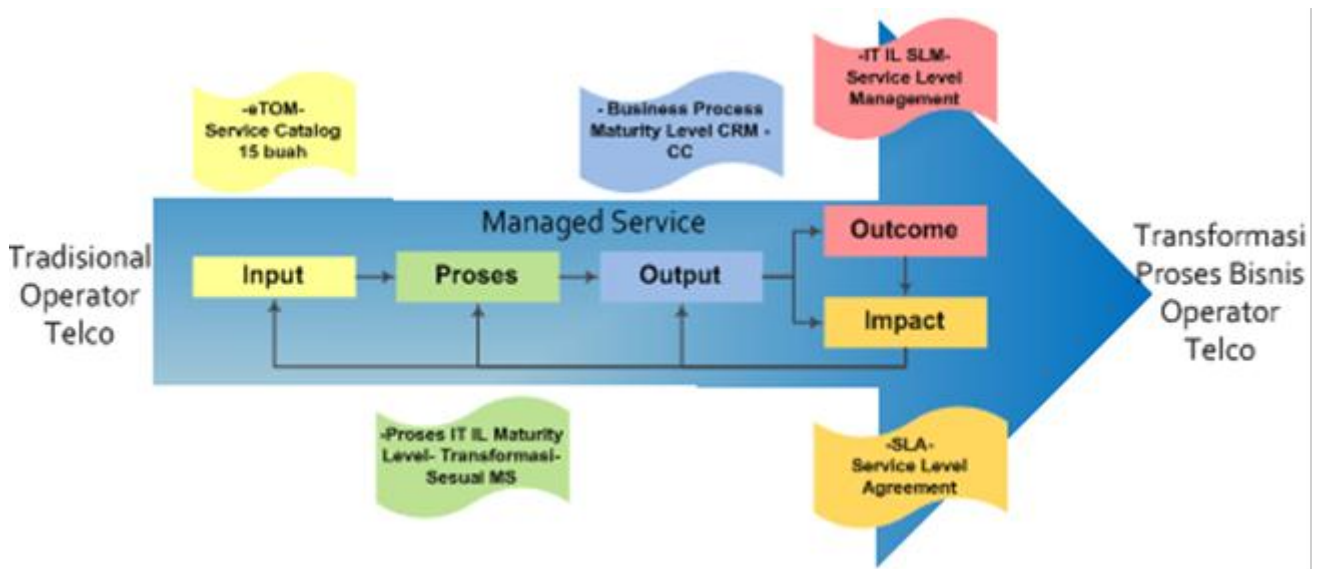 -eTOM-
Service Catalog
15 buah
- Business Process
Maturity Level CRM -
CC
-IT IL SLM-
Service Level
Management
Tradisional
Operator
Telco
Managed Service
Input
Proses
Output
Outcome
Impact
Transformasi
Proses Bisnis
Operator
Telco
-Proses IT IL Maturity
Level- Transformasi-
Sesual MS
-SLA-
Service Level
Agreement